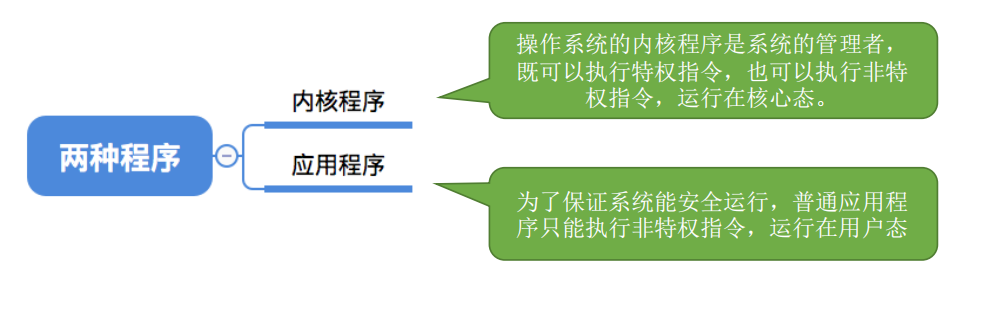 两种程序
内核程序
操作系统的内核程序是系统的管理者，
既可以执行特权指令，也可以执行非特
权指令，运行在核心态。
应用程序
为了保证系统能安全运行，普通应用程
序只能执行非特权指令，运行在用户态